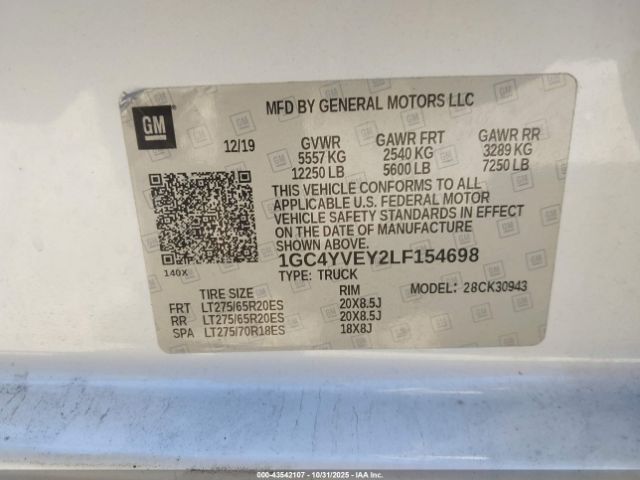 GM
MFD BY GENERAL MOTORS LLC
12/19 GVWR GAWR FRT GAWR RR
5557 KG 2540 KG 3289 KG
12250 LB 5600 LB 7250 LB
THIS VEHICLE CONFORMS TO ALL
APPLICABLE U.S. FEDERAL MOTOR
VEHICLE SAFETY STANDARDS IN EFFECT ON THE DATE OF MANUFACTURE
SHOWN ABOVE.
1GC4YVEY2LF154698
140X TYPE: TRUCK MODEL: 28CK30943
TIRE SIZE RIM
FRT LT275/65R20ES 20X8.5J
RR LT275/65R20ES 20X8.5J
SPA LT275/70R18ES 18X8J
000-43542107 - 10/31/2025 - IAA Inc.